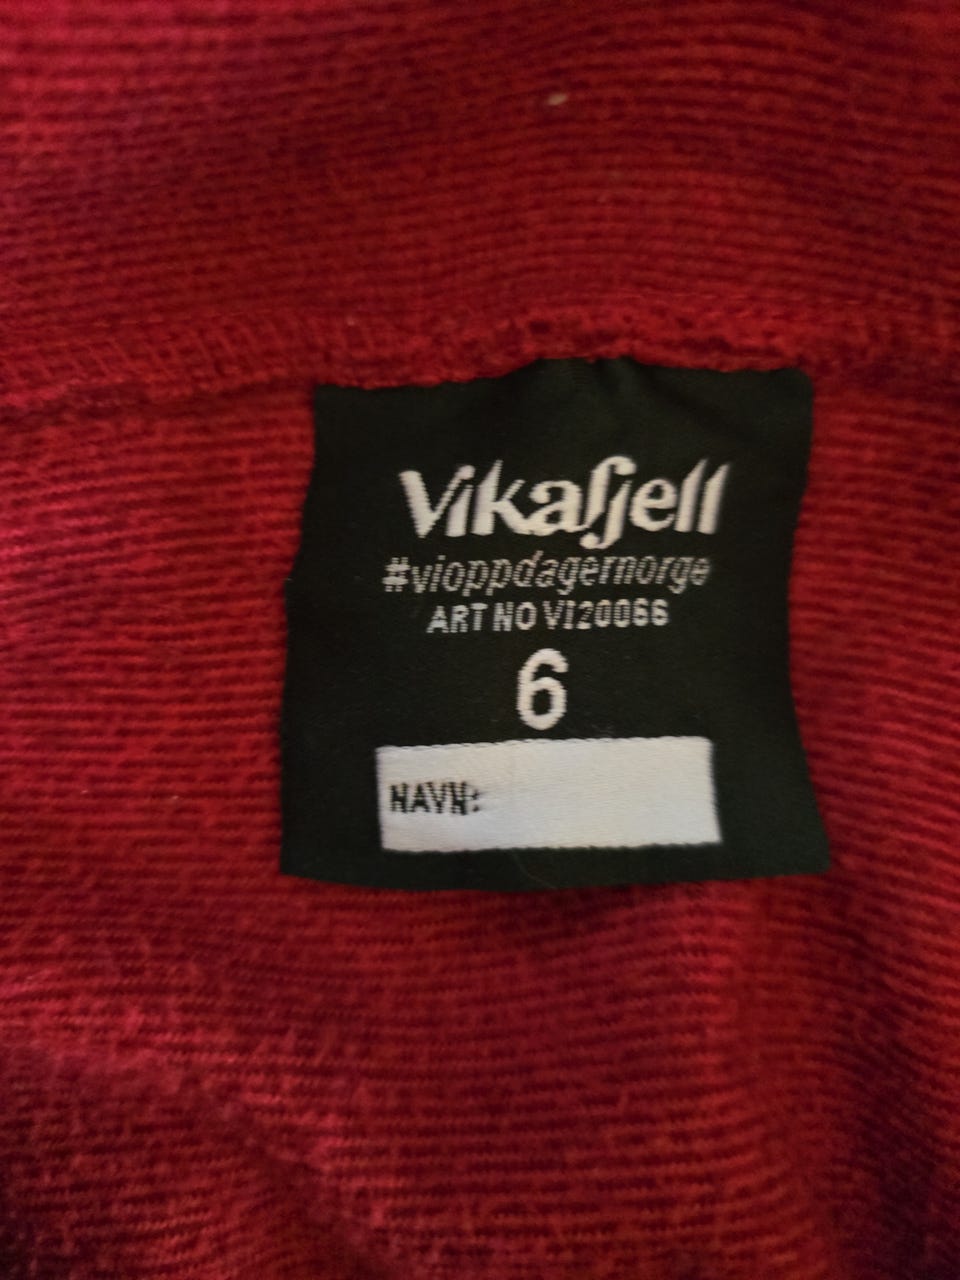 Vikafjell
#vioppdagernorge
ART NO VI20066
6
NAVN: